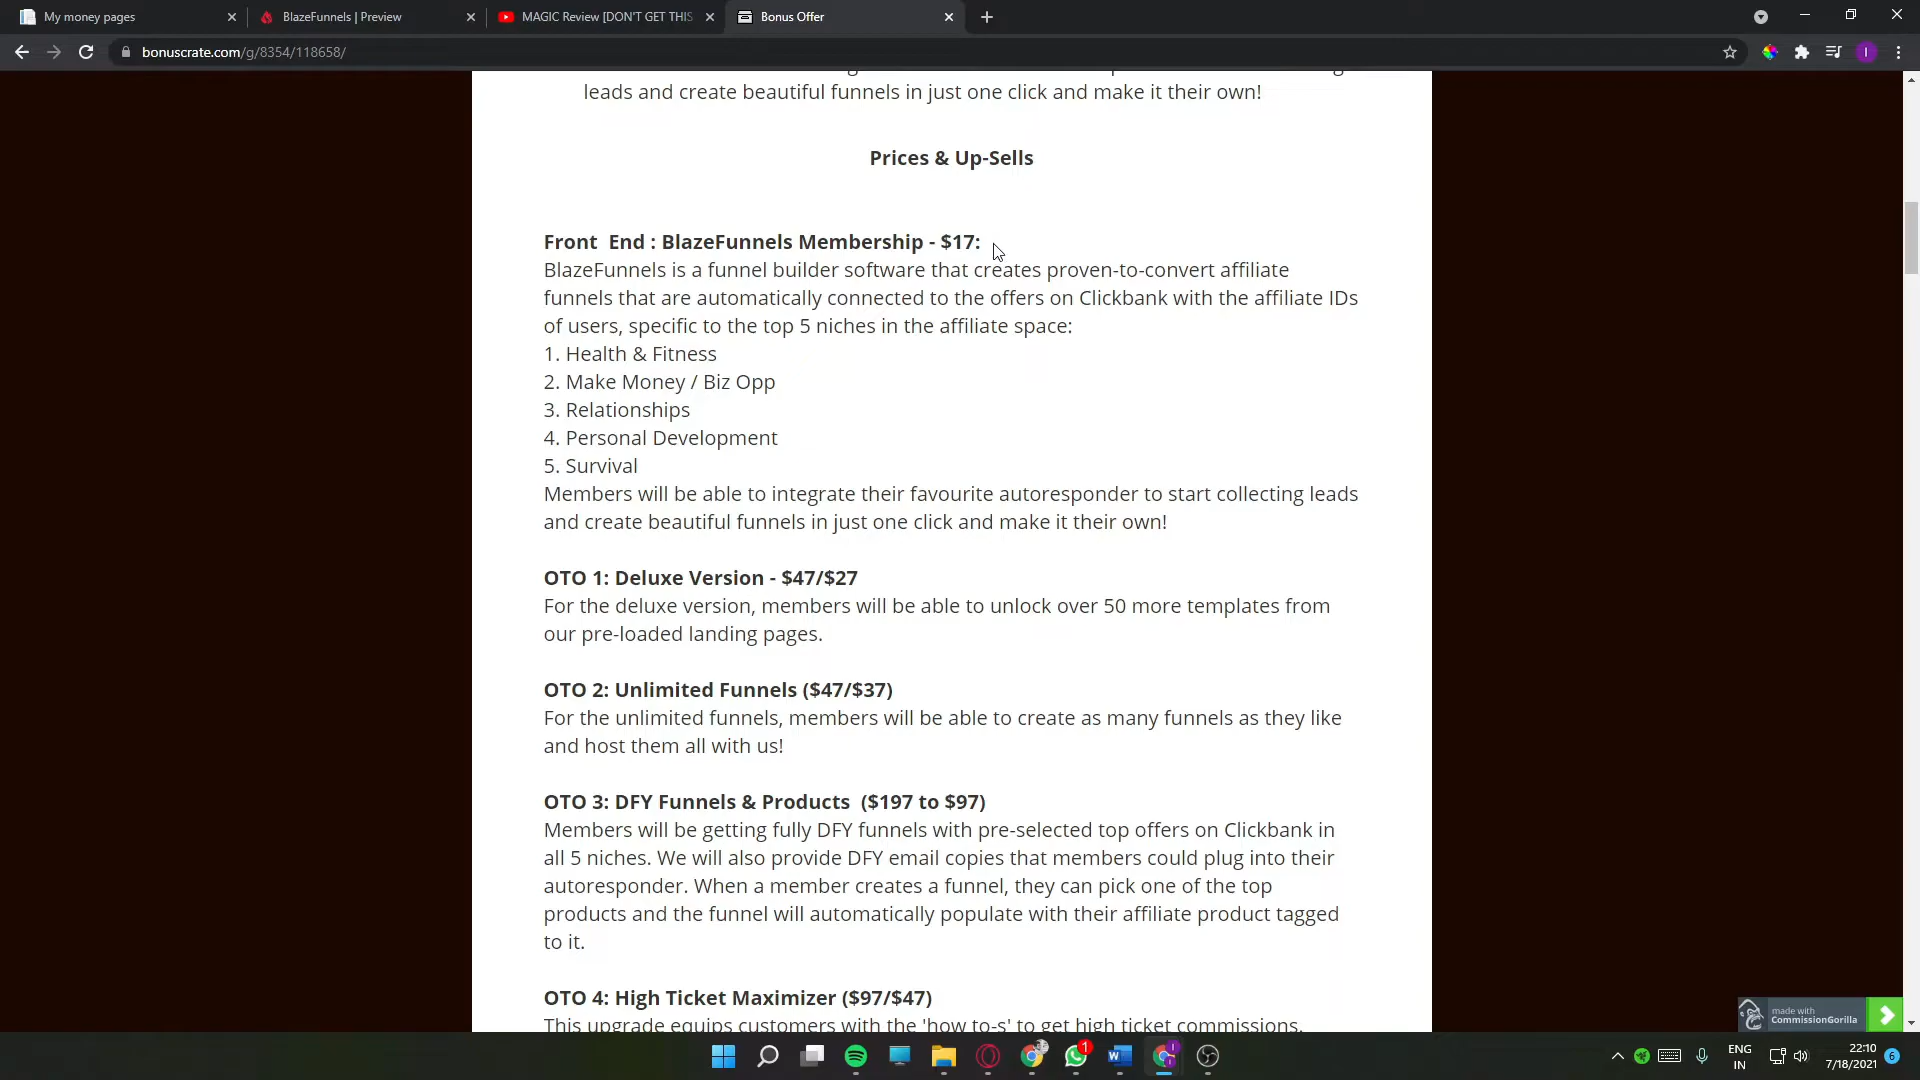 My money pages
BlazeFunnels | Preview
MAGIC Review [DON'T GET THIS
Bonus Offer
bonuscrate.com/g/8354/118658/
leads and create beautiful funnels in just one click and make it their own!
Prices & Up-Sells
Front End : BlazeFunnels Membership - $17:
BlazeFunnels is a funnel builder software that creates proven-to-convert affiliate
funnels that are automatically connected to the offers on Clickbank with the affiliate IDs
of users, specific to the top 5 niches in the affiliate space:
1. Health & Fitness
2. Make Money / Biz Opp
3. Relationships
4. Personal Development
5. Survival
Members will be able to integrate their favourite autoresponder to start collecting leads
and create beautiful funnels in just one click and make it their own!
OTO 1: Deluxe Version - $47/$27
For the deluxe version, members will be able to unlock over 50 more templates from
our pre-loaded landing pages.
OTO 2: Unlimited Funnels ($47/$37)
For the unlimited funnels, members will be able to create as many funnels as they like
and host them all with us!
OTO 3: DFY Funnels & Products ($197 to $97)
Members will be getting fully DFY funnels with pre-selected top offers on Clickbank in
all 5 niches. We will also provide DFY email copies that members could plug into their
autoresponder. When a member creates a funnel, they can pick one of the top
products and the funnel will automatically populate with their affiliate product tagged
to it.
OTO 4: High Ticket Maximizer ($97/$47)
This upgrade equips customers with the 'how to-s' to get high ticket commissions.
made with
CommissionGorilla
1
ENG
IN
22:10
7/18/2021
6